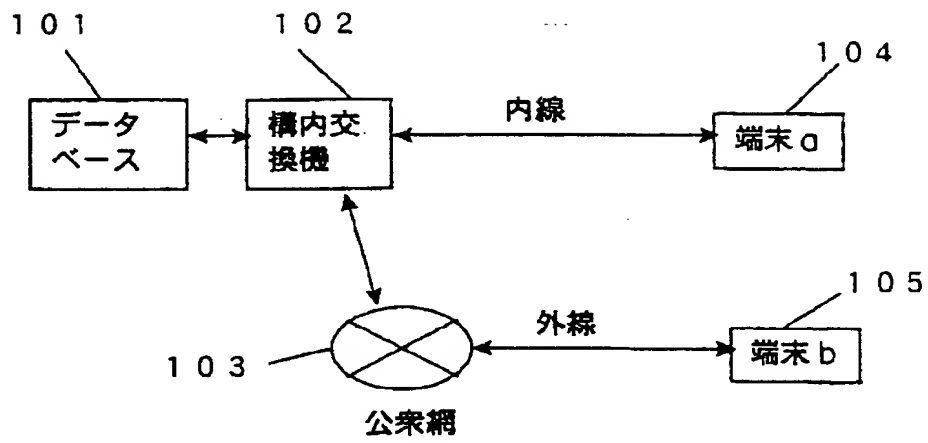 １０１
１０２
１０４
データ
ベース
構内交
換機
内線
端末a
１０５
外線
端末b
１０３
公衆網